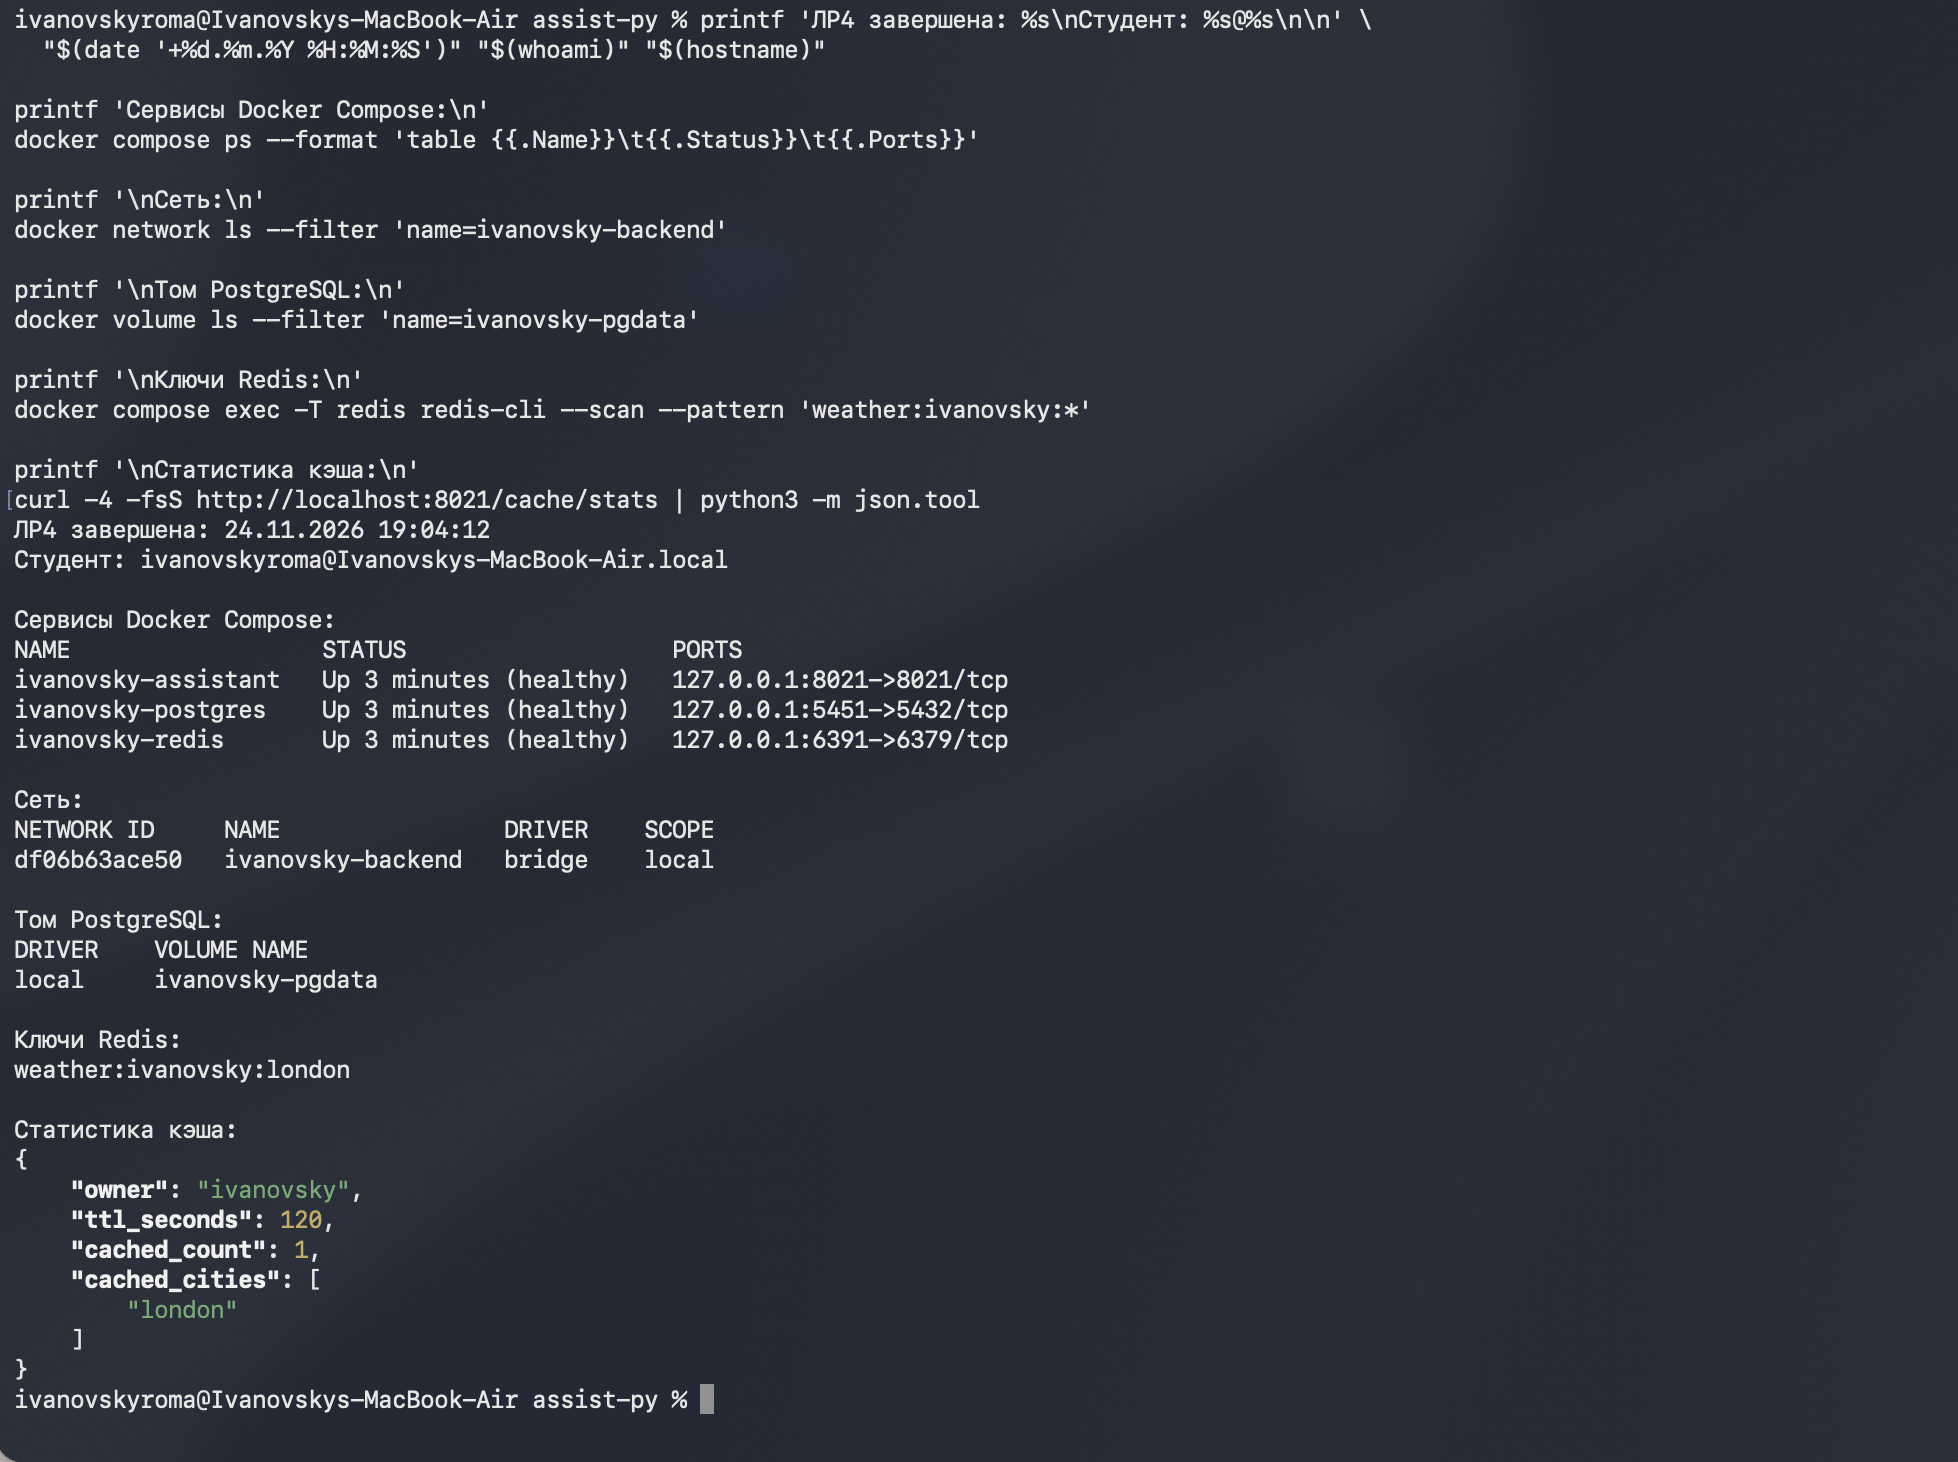 ivanovskyroma@Ivanovskys-MacBook-Air assist-py % printf 'ЛР4 завершена: %s\nСтудент: %s@%s\n\n' \
  "$(date '+%d.%m.%Y %H:%M:%S')" "$(whoami)" "$(hostname)"

printf 'Сервисы Docker Compose:\n'
docker compose ps --format 'table {{.Name}}\t{{.Status}}\t{{.Ports}}'

printf '\nСеть:\n'
docker network ls --filter 'name=ivanovsky-backend'

printf '\nТом PostgreSQL:\n'
docker volume ls --filter 'name=ivanovsky-pgdata'

printf '\nКлючи Redis:\n'
docker compose exec -T redis redis-cli --scan --pattern 'weather:ivanovsky:*'

printf '\nСтатистика кэша:\n'
[curl -4 -fsS http://localhost:8021/cache/stats | python3 -m json.tool
ЛР4 завершена: 24.11.2026 19:04:12
Студент: ivanovskyroma@Ivanovskys-MacBook-Air.local

Сервисы Docker Compose:
NAME                  STATUS                   PORTS
ivanovsky-assistant   Up 3 minutes (healthy)   127.0.0.1:8021->8021/tcp
ivanovsky-postgres    Up 3 minutes (healthy)   127.0.0.1:5451->5432/tcp
ivanovsky-redis       Up 3 minutes (healthy)   127.0.0.1:6391->6379/tcp

Сеть:
NETWORK ID     NAME                DRIVER    SCOPE
df06b63ace50   ivanovsky-backend   bridge    local

Том PostgreSQL:
DRIVER    VOLUME NAME
local     ivanovsky-pgdata

Ключи Redis:
weather:ivanovsky:london

Статистика кэша:
{
    "owner": "ivanovsky",
    "ttl_seconds": 120,
    "cached_count": 1,
    "cached_cities": [
        "london"
    ]
}
ivanovskyroma@Ivanovskys-MacBook-Air assist-py %